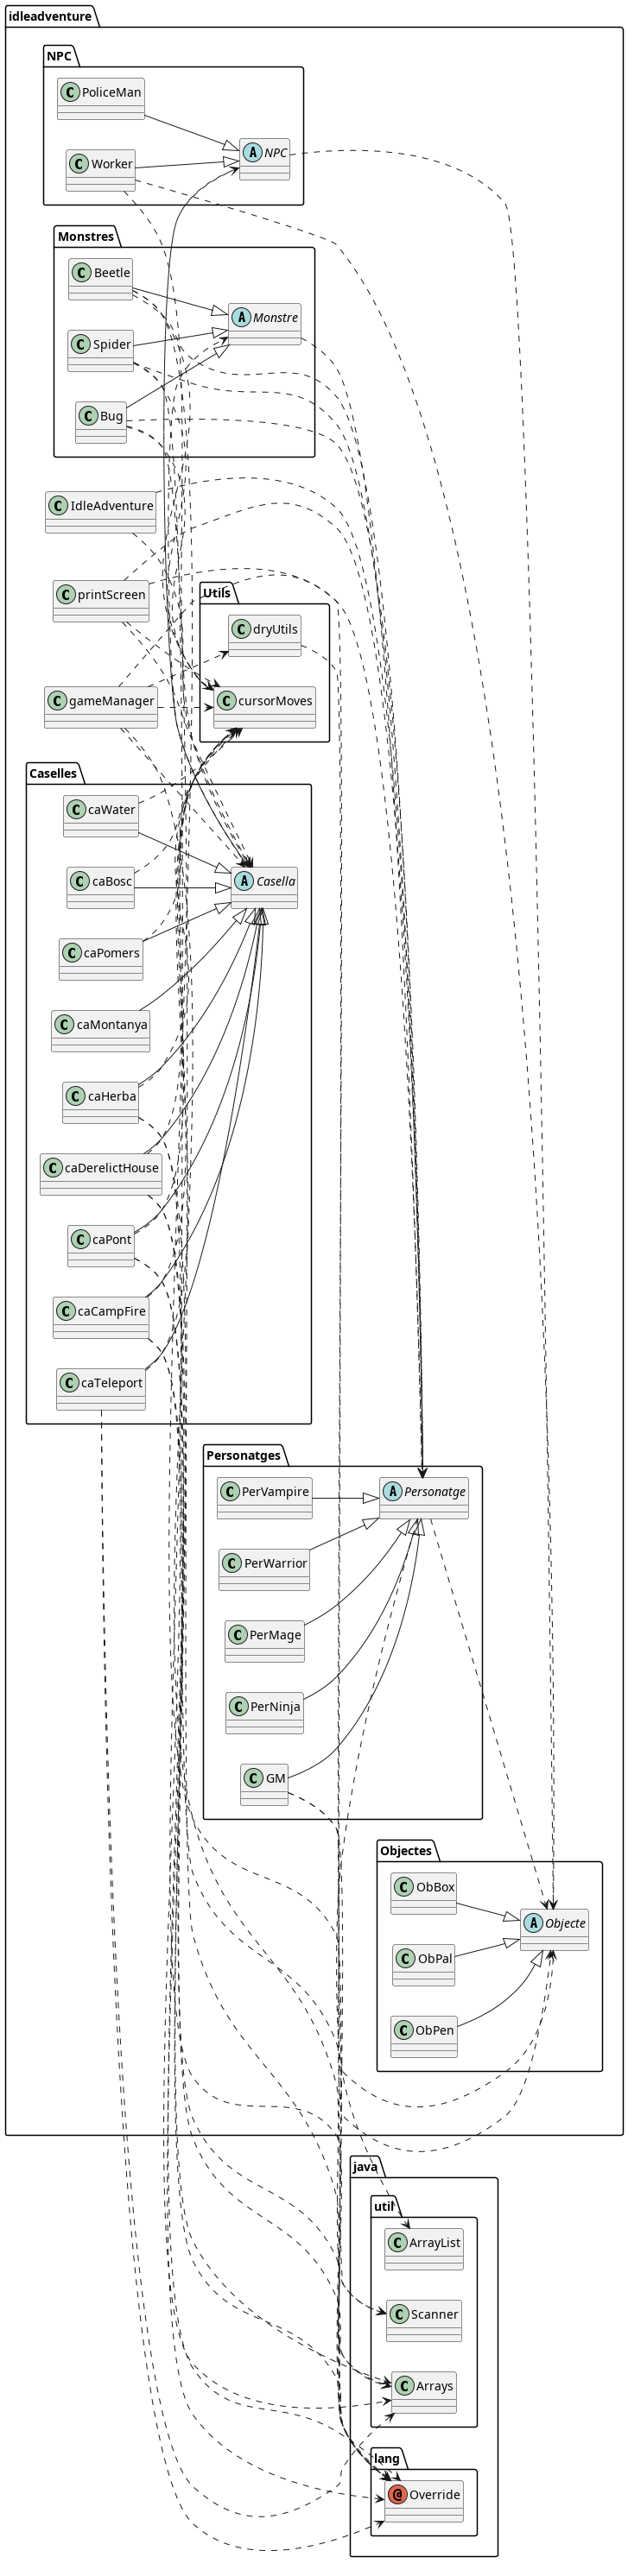 idleadventure
NPC
C PoliceMan
C Worker
A NPC
Monstres
C Beetle
A Monstre
C Spider
C Bug
C IdleAdventure
C printScreen
Utils
C dryUtils
C gameManager
C cursorMoves
Caselles
C caWater
C caBosc
A Casella
C caPomers
C caMontanya
C caHerba
C caDerelictHouse
C caPont
C caCampFire
C caTeleport
Personatges
C PerVampire
A Personatge
C PerWarrior
C PerMage
C PerNinja
C GM
Objectes
C ObBox
A Objecte
C ObPal
C ObPen
java
util
C ArrayList
C Scanner
C Arrays
lang
@ Override